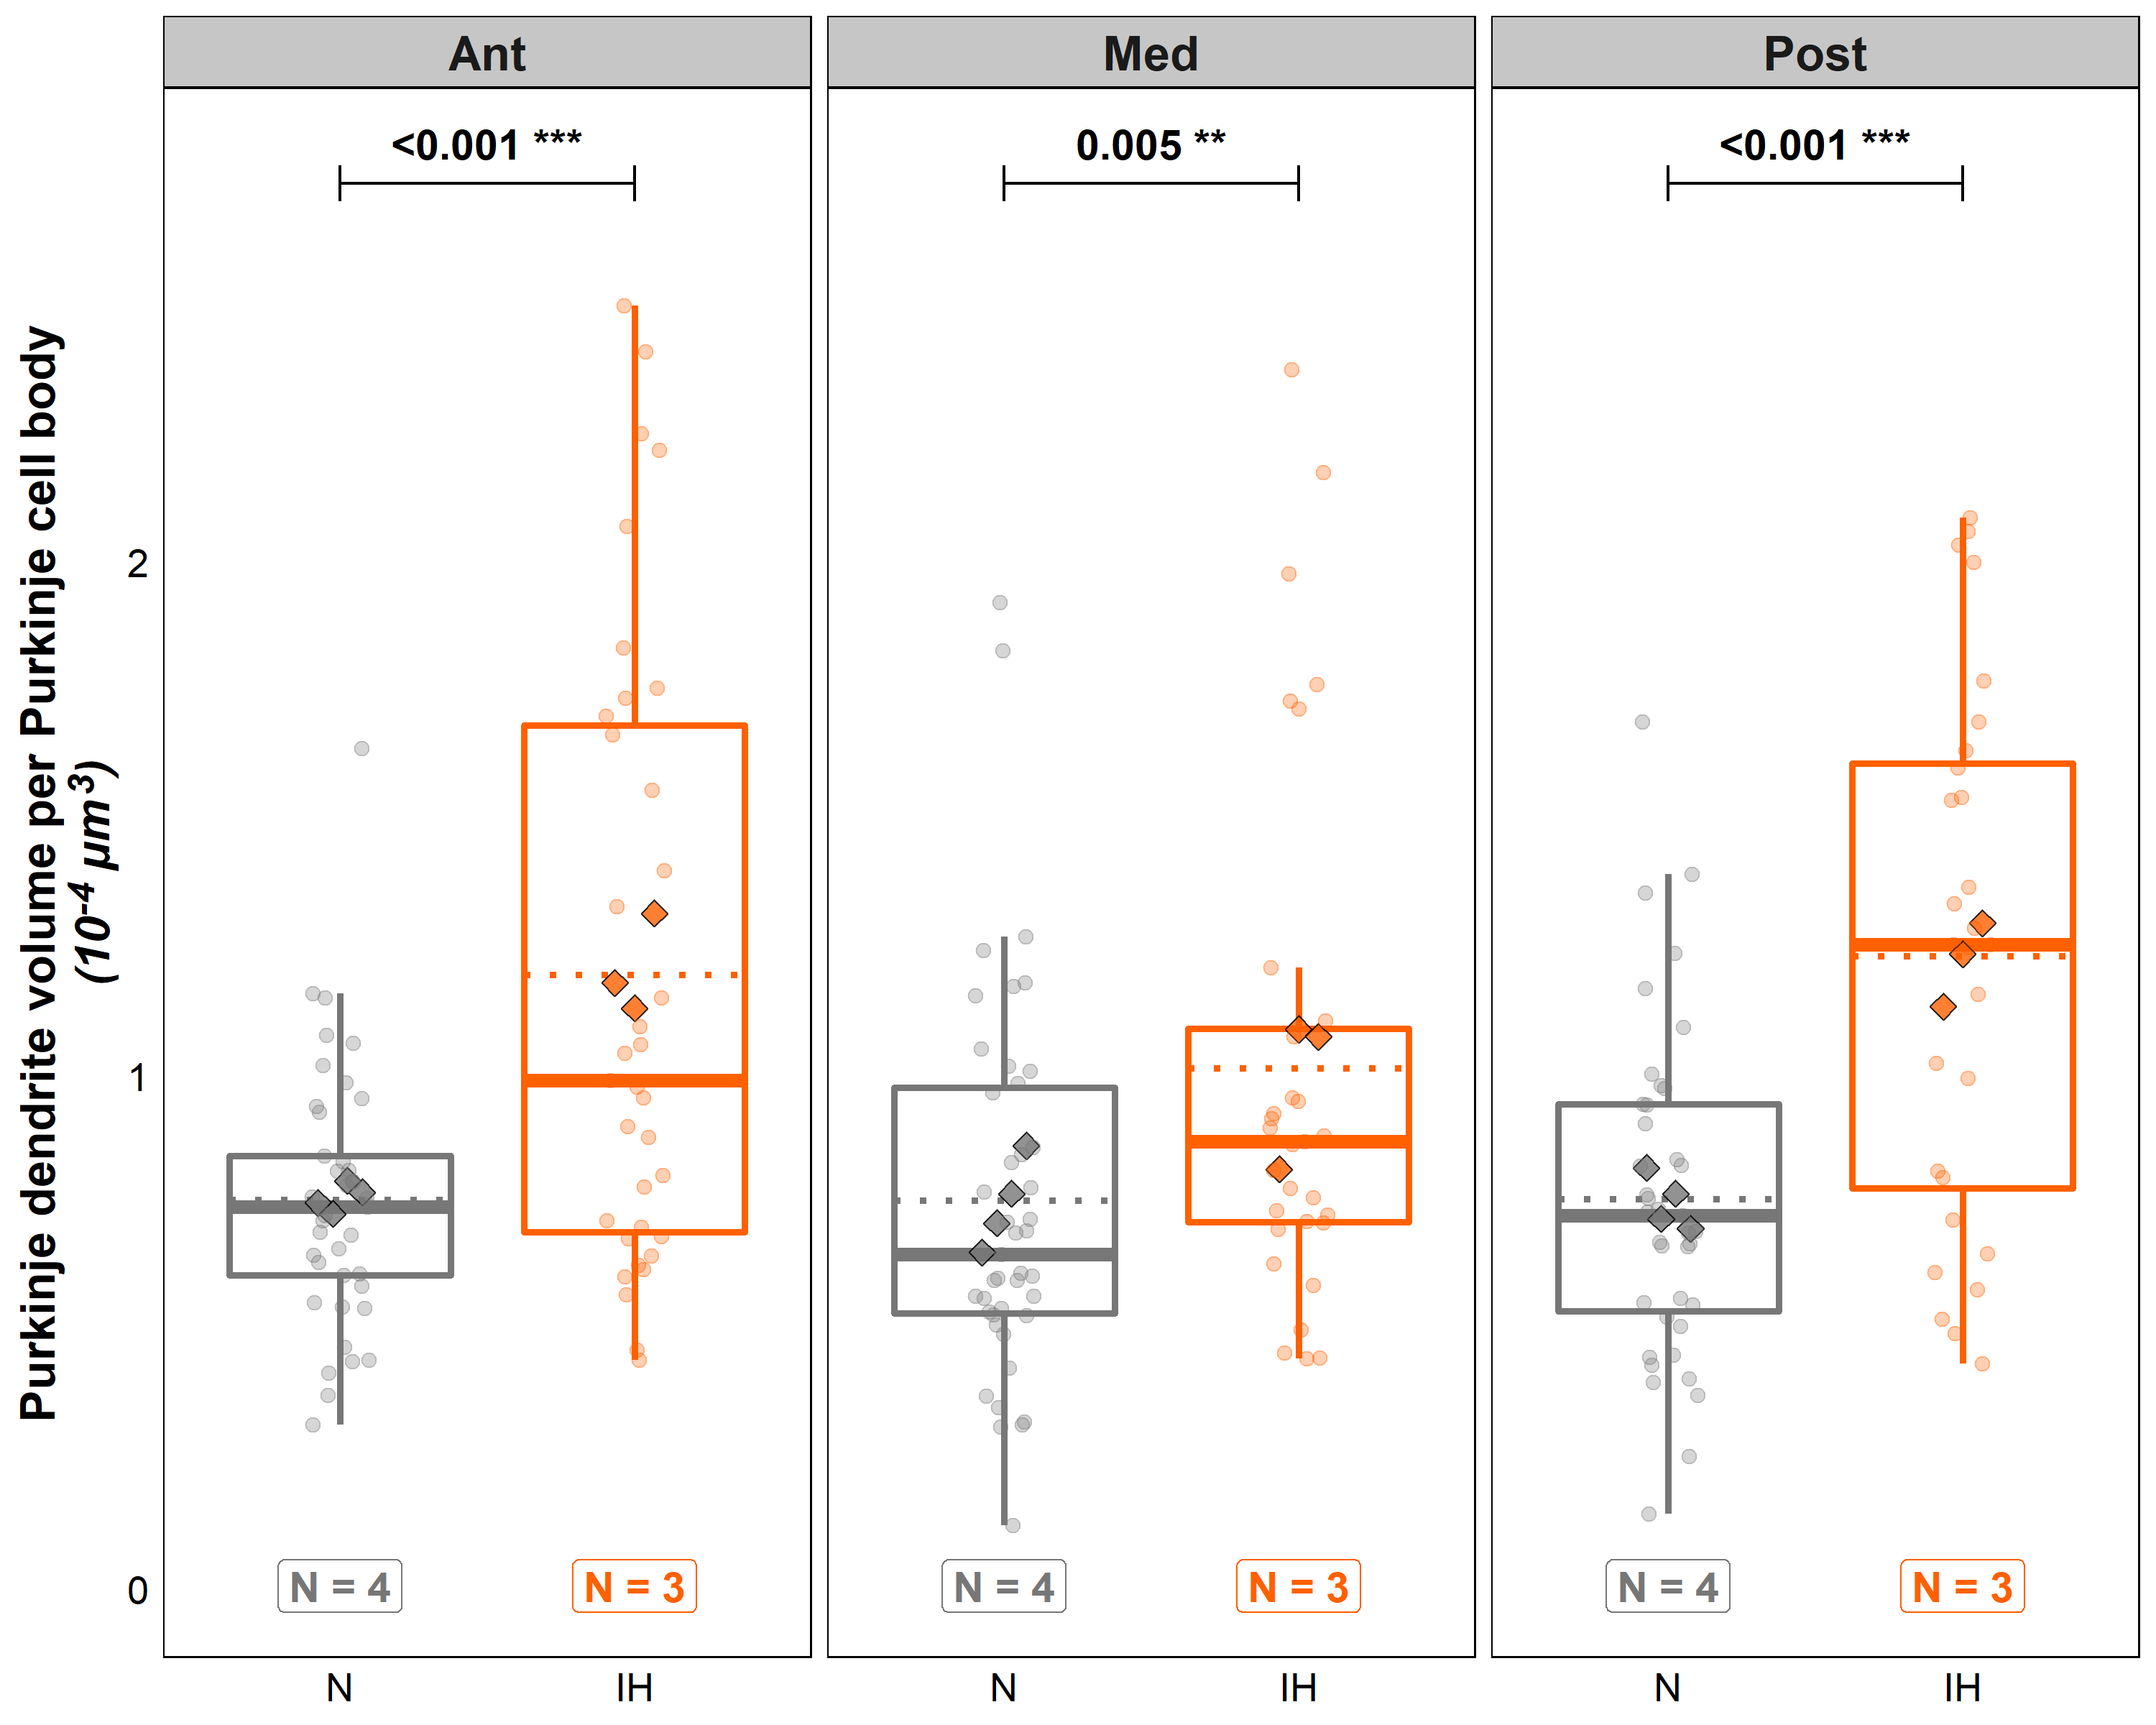 Ant
Med
Post
<0.001 ***
0.005 **
<0.001 ***
Purkinje dendrite volume per Purkinje cell body
(10⁻⁴ µm³)
2
1
0
N = 4
N = 3
N = 4
N = 3
N = 4
N = 3
N
IH
N
IH
N
IH